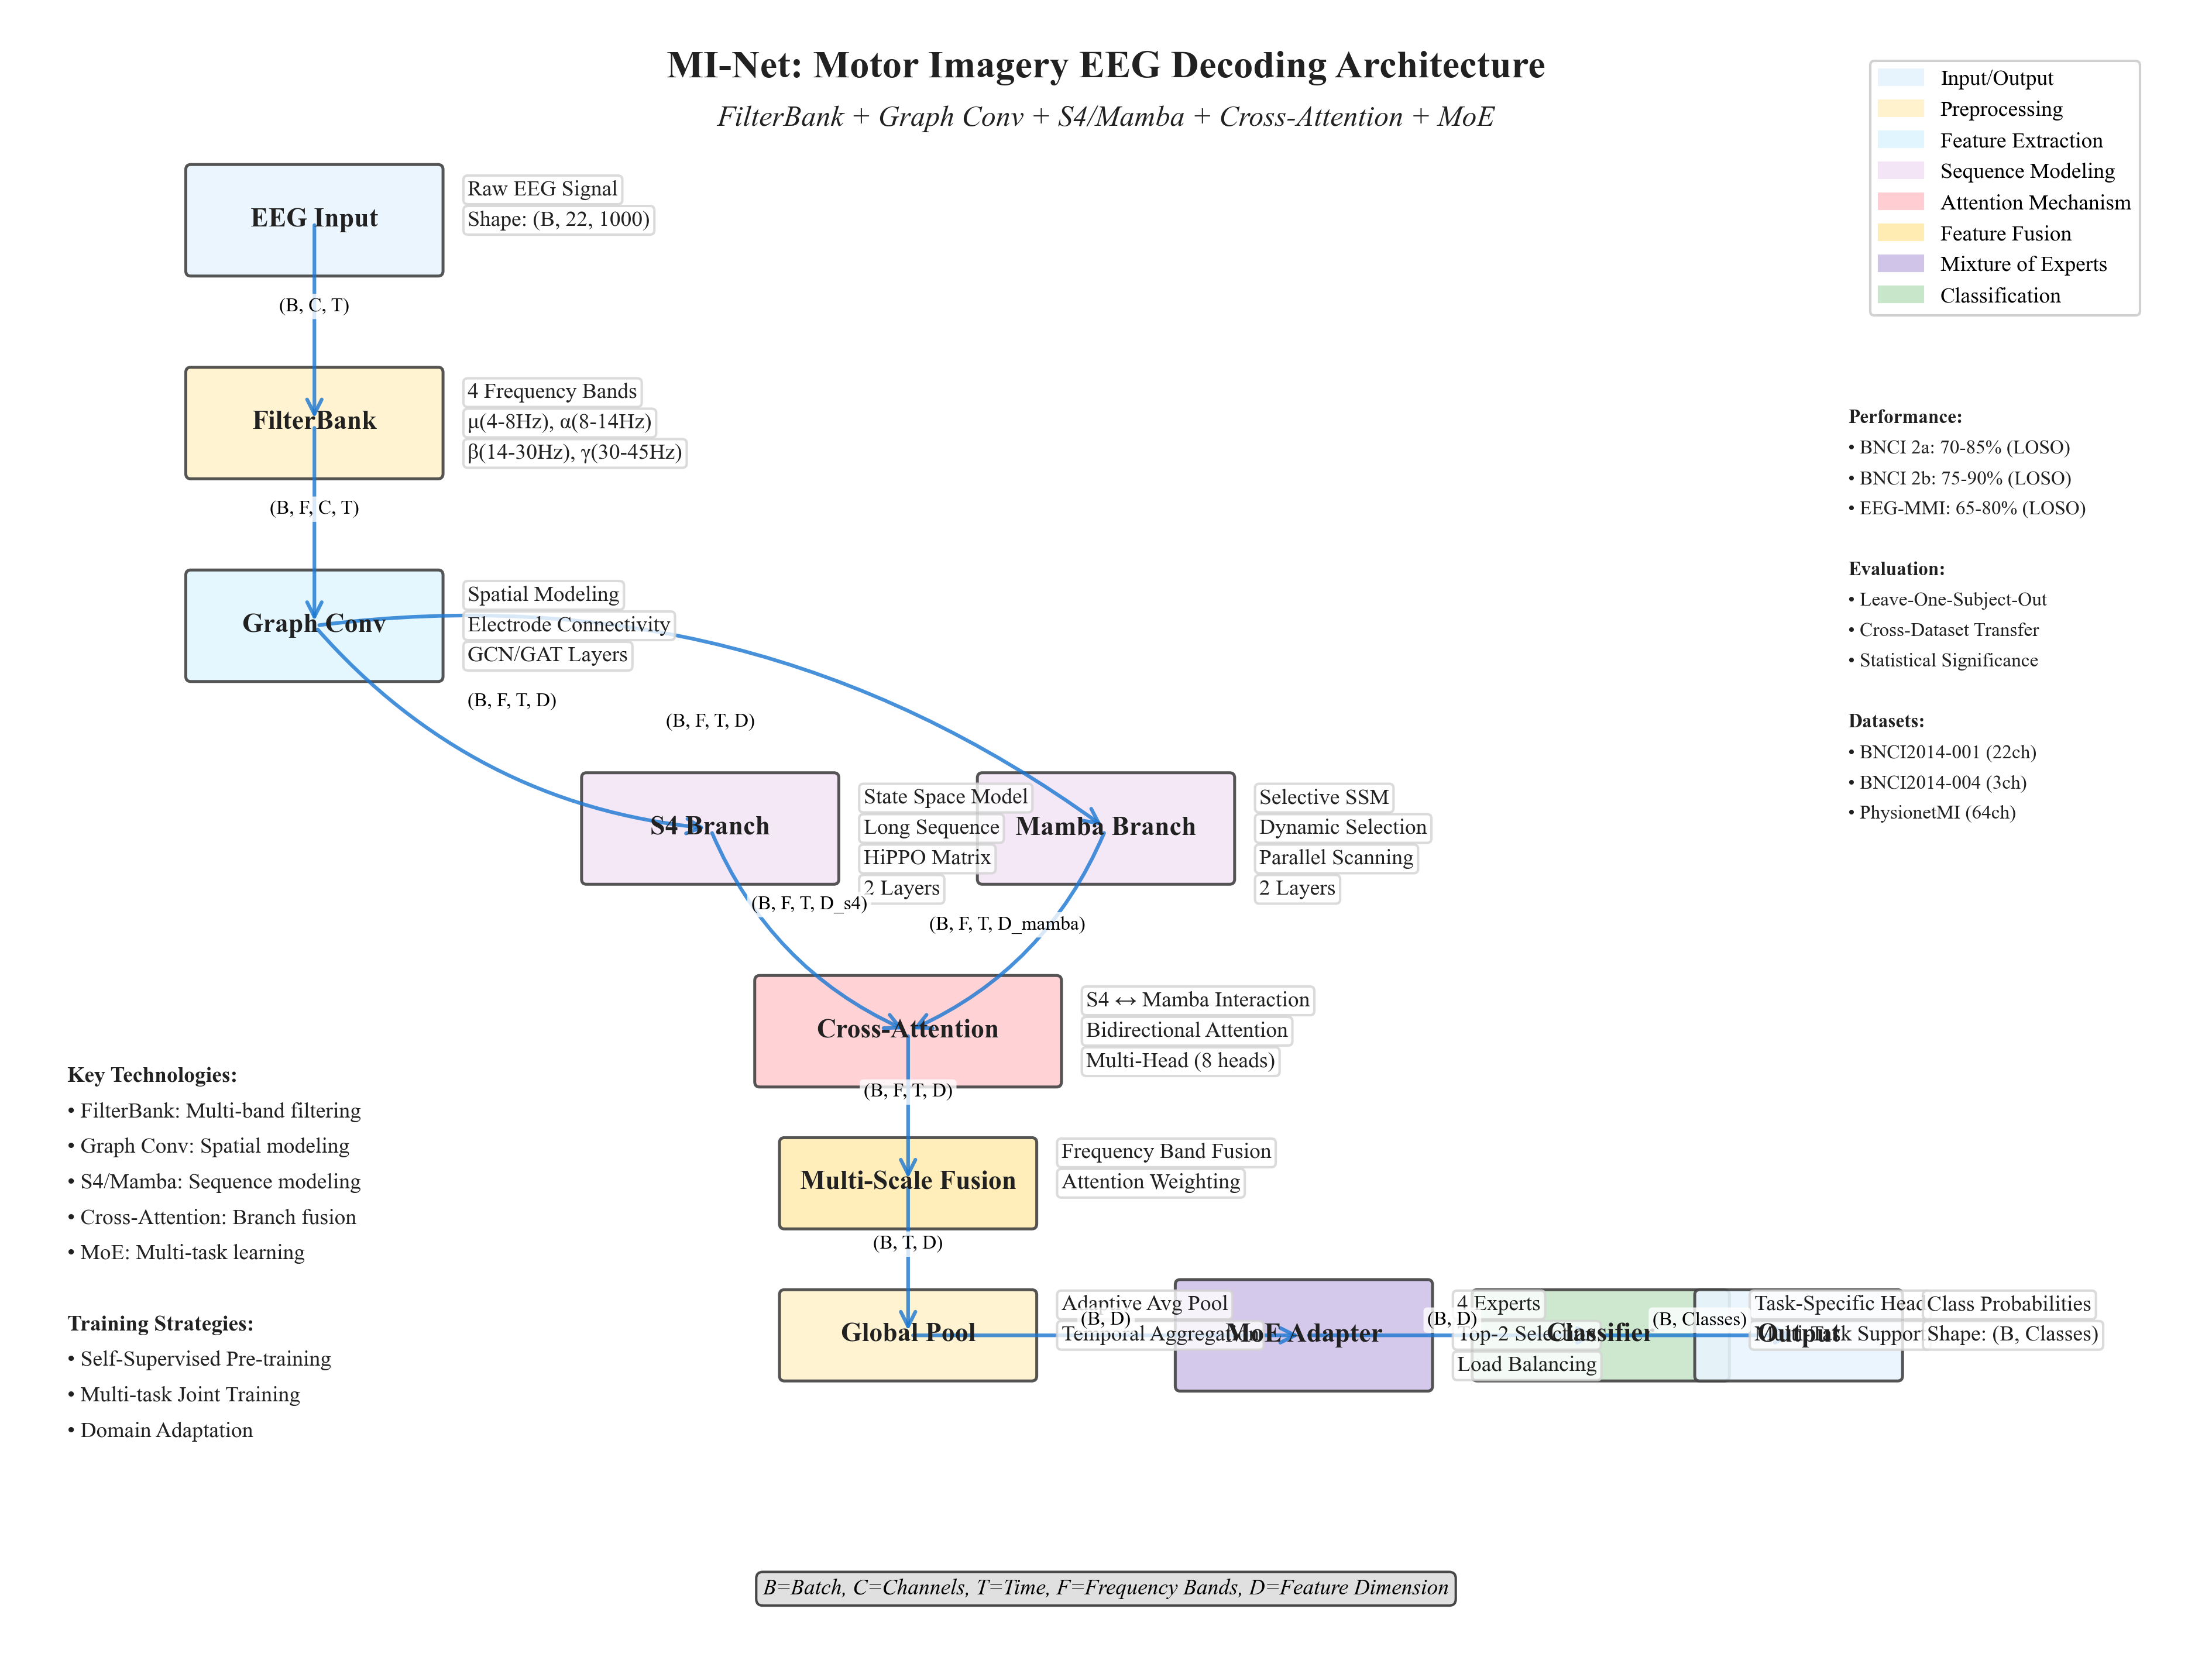 MI-Net: Motor Imagery EEG Decoding Architecture
FilterBank + Graph Conv + S4/Mamba + Cross-Attention + MoE
Input/Output
Preprocessing
Feature Extraction
Sequence Modeling
Attention Mechanism
Feature Fusion
Mixture of Experts
Classification
EEG Input
Raw EEG Signal
Shape: (B, 22, 1000)
(B, C, T)
FilterBank
4 Frequency Bands
μ(4-8Hz), α(8-14Hz)
β(14-30Hz), γ(30-45Hz)
(B, F, C, T)
Graph Conv
Spatial Modeling
Electrode Connectivity
GCN/GAT Layers
(B, F, T, D)
(B, F, T, D)
Performance:
• BNCI 2a: 70-85% (LOSO)
• BNCI 2b: 75-90% (LOSO)
• EEG-MMI: 65-80% (LOSO)
Evaluation:
• Leave-One-Subject-Out
• Cross-Dataset Transfer
• Statistical Significance
Datasets:
• BNCI2014-001 (22ch)
• BNCI2014-004 (3ch)
• PhysionetMI (64ch)
S4 Branch
State Space Model
Long Sequence
HiPPO Matrix
2 Layers
Mamba Branch
Selective SSM
Dynamic Selection
Parallel Scanning
2 Layers
(B, F, T, D_s4)
(B, F, T, D_mamba)
Cross-Attention
S4 ↔ Mamba Interaction
Bidirectional Attention
Multi-Head (8 heads)
(B, F, T, D)
Multi-Scale Fusion
Frequency Band Fusion
Attention Weighting
(B, T, D)
Key Technologies:
• FilterBank: Multi-band filtering
• Graph Conv: Spatial modeling
• S4/Mamba: Sequence modeling
• Cross-Attention: Branch fusion
• MoE: Multi-task learning
Training Strategies:
• Self-Supervised Pre-training
• Multi-task Joint Training
• Domain Adaptation
Global Pool
Adaptive Avg Pool
Temporal Aggregation
(B, D)
MoE Adapter
4 Experts
Top-2 Selection
Load Balancing
(B, D)
Classifier
Task-Specific Head
Multi-Task Support
(B, Classes)
Output
Class Probabilities
Shape: (B, Classes)
B=Batch, C=Channels, T=Time, F=Frequency Bands, D=Feature Dimension